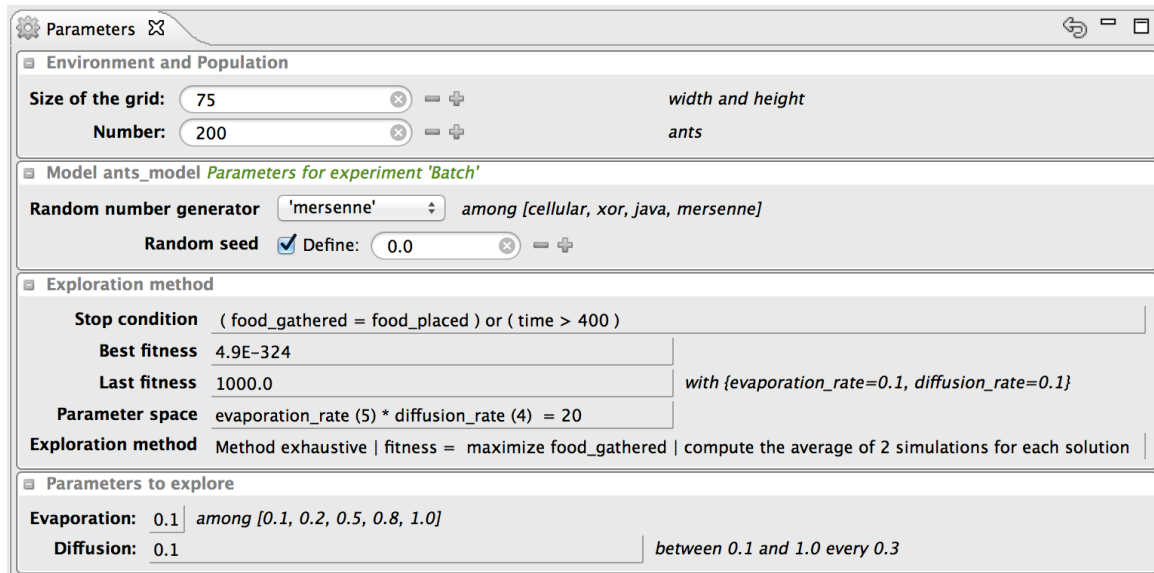 Parameters
Environment and Population
Size of the grid: 75 width and height
Number: 200 ants
Model ants_model Parameters for experiment 'Batch'
Random number generator 'mersenne' among [cellular, xor, java, mersenne]
Random seed Define: 0.0
Exploration method
Stop condition ( food_gathered = food_placed ) or ( time > 400 )
Best fitness 4.9E-324
Last fitness 1000.0 with {evaporation_rate=0.1, diffusion_rate=0.1}
Parameter space evaporation_rate (5) * diffusion_rate (4) = 20
Exploration method Method exhaustive | fitness = maximize food_gathered | compute the average of 2 simulations for each solution
Parameters to explore
Evaporation: 0.1 among [0.1, 0.2, 0.5, 0.8, 1.0]
Diffusion: 0.1 between 0.1 and 1.0 every 0.3